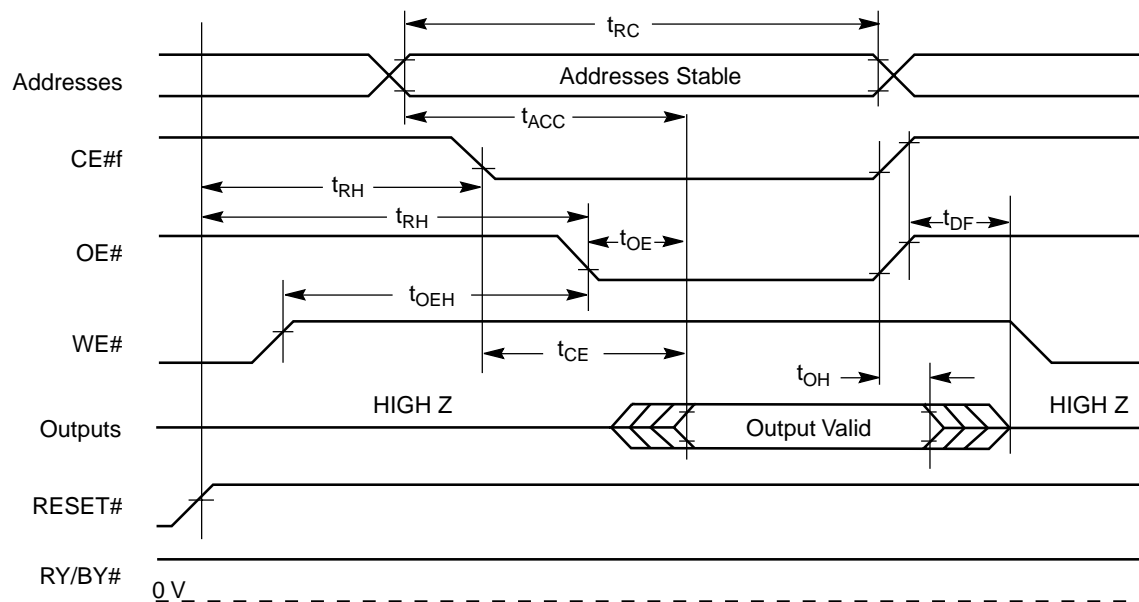 tRC
Addresses
Addresses Stable
tACC
CE#f
tRH
tRH
OE#
tOE
tDF
tOEH
WE#
tCE
tOH
HIGH Z
HIGH Z
Outputs
Output Valid
RESET#
RY/BY#
0 V